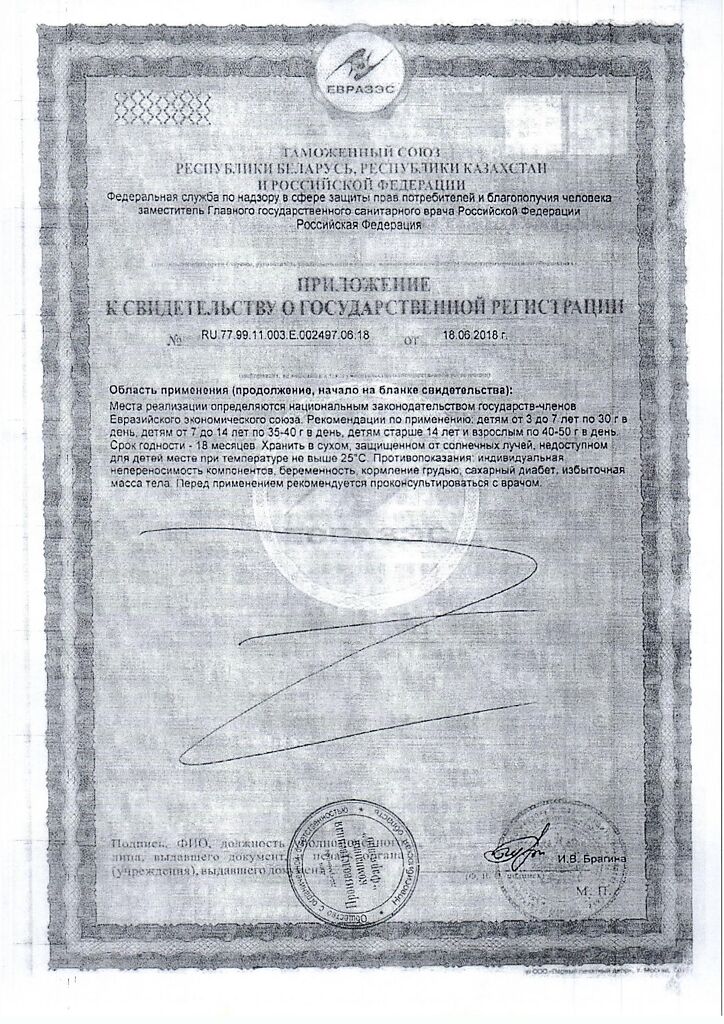 ЕВРАЗЭС
ТАМОЖЕННЫЙ СОЮЗ
РЕСПУБЛИКИ БЕЛАРУСЬ, РЕСПУБЛИКИ КАЗАХСТАН
И РОССИЙСКОЙ ФЕДЕРАЦИИ
Федеральная служба по надзору в сфере защиты прав потребителей и благополучия человека
заместитель Главного государственного санитарного врача Российской Федерации
Российская Федерация
ПРИЛОЖЕНИЕ
К СВИДЕТЕЛЬСТВУ О ГОСУДАРСТВЕННОЙ РЕГИСТРАЦИИ
№ RU.77.99.11.003.Е.002497.06.18 от 18.06.2018 г.
Область применения (продолжение, начало на бланке свидетельства):
Места реализации определяются национальным законодательством государств-членов
Евразийского экономического союза. Рекомендации по применению: детям от 3 до 7 лет по 30 г в
день, детям от 7 до 14 лет по 35-40 г в день, детям старше 14 лет и взрослым по 40-50 г в день.
Срок годности - 18 месяцев. Хранить в сухом, защищенном от солнечных лучей, недоступном
для детей месте при температуре не выше 25°С. Противопоказания: индивидуальная
непереносимость компонентов, беременность, кормление грудью, сахарный диабет, избыточная
масса тела. Перед применением рекомендуется проконсультироваться с врачом.
Подпись, ФИО, должность
лица, выдавшего документ,
(учреждения), выдавшего
И.В. Брагина
М. П.
Общество с ограниченной ответственностью
Производственная
компания